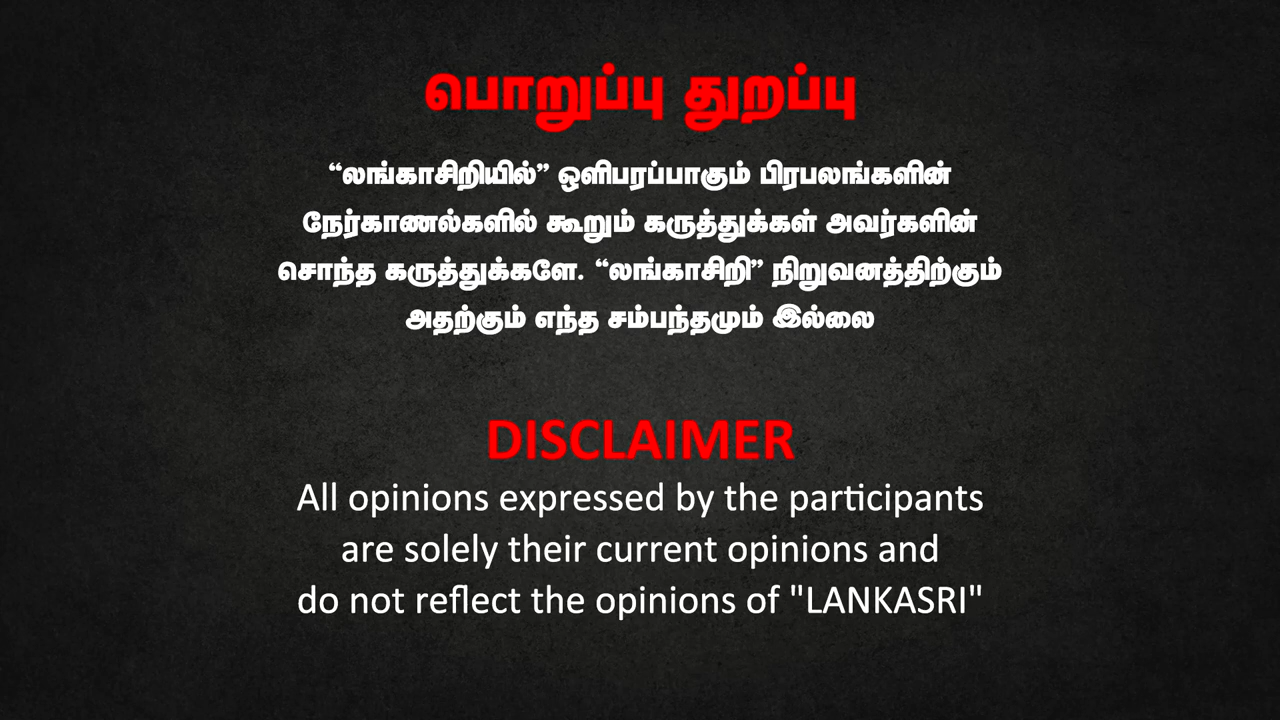 பொறுப்பு துறப்பு
“லங்காசிறியில்” ஒளிபரப்பாகும் பிரபலங்களின்
நேர்காணல்களில் கூறும் கருத்துக்கள் அவர்களின்
சொந்த கருத்துக்களே. “லங்காசிறி” நிறுவனத்திற்கும்
அதற்கும் எந்த சம்பந்தமும் இல்லை
DISCLAIMER
All opinions expressed by the participants
are solely their current opinions and
do not reflect the opinions of "LANKASRI"